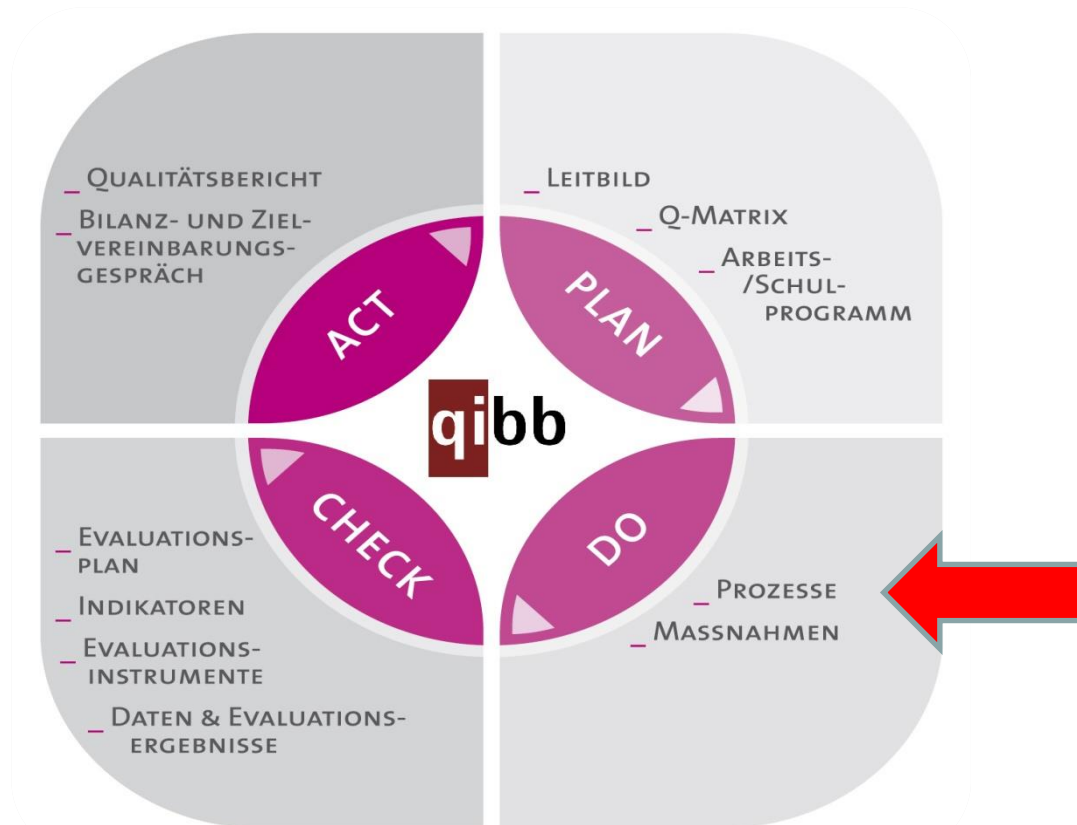 QUALITÄTSBERICHT
BILANZ- UND ZIEL-
VEREINBARUNGS-
GESPRÄCH
ACT
LEITBILD
Q-MATRIX
ARBEITS-
/SCHUL-
PROGRAMM
PLAN
qibb
EVALUATIONS-
PLAN
INDIKATOREN
EVALUATIONS-
INSTRUMENTE
DATEN & EVALUATIONS-
ERGEBNISSE
CHECK
DO
PROZESSE
MASSNAHMEN